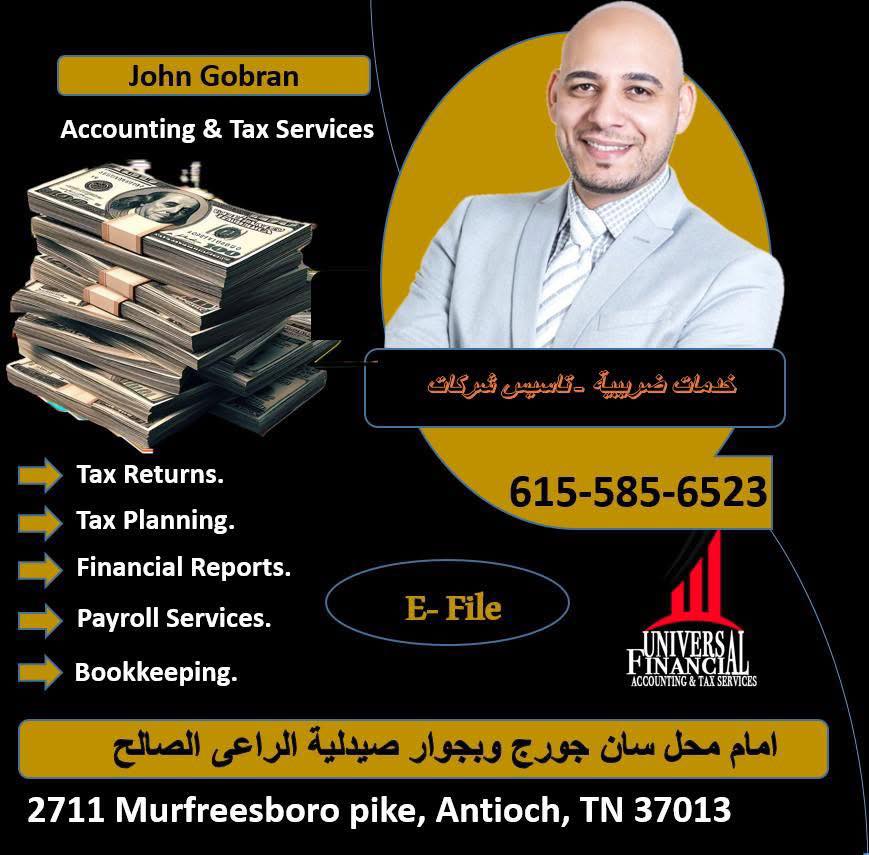 John Gobran
Accounting & Tax Services
خدمات ضريبية - تاسيس شركات
615-585-6523
Tax Returns.
Tax Planning.
Financial Reports.
Payroll Services.
Bookkeeping.
E- File
UNIVERSAL
FINANCIAL
ACCOUNTING & TAX SERVICES
امام محل سان جورج وبجوار صيدلية الراعى الصالح
2711 Murfreesboro pike, Antioch, TN 37013